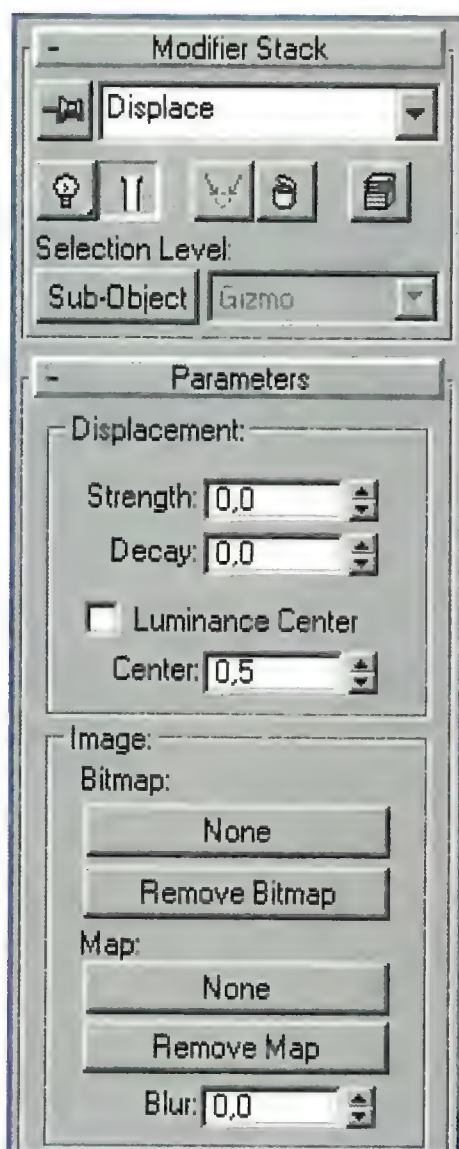 - Modifier Stack
Displace
Selection Level:
Sub-Object Gizmo
- Parameters
Displacement:
Strength: 0,0
Decay: 0,0
Luminance Center
Center: 0,5
Image:
Bitmap:
None
Remove Bitmap
Map:
None
Remove Map
Blur: 0,0